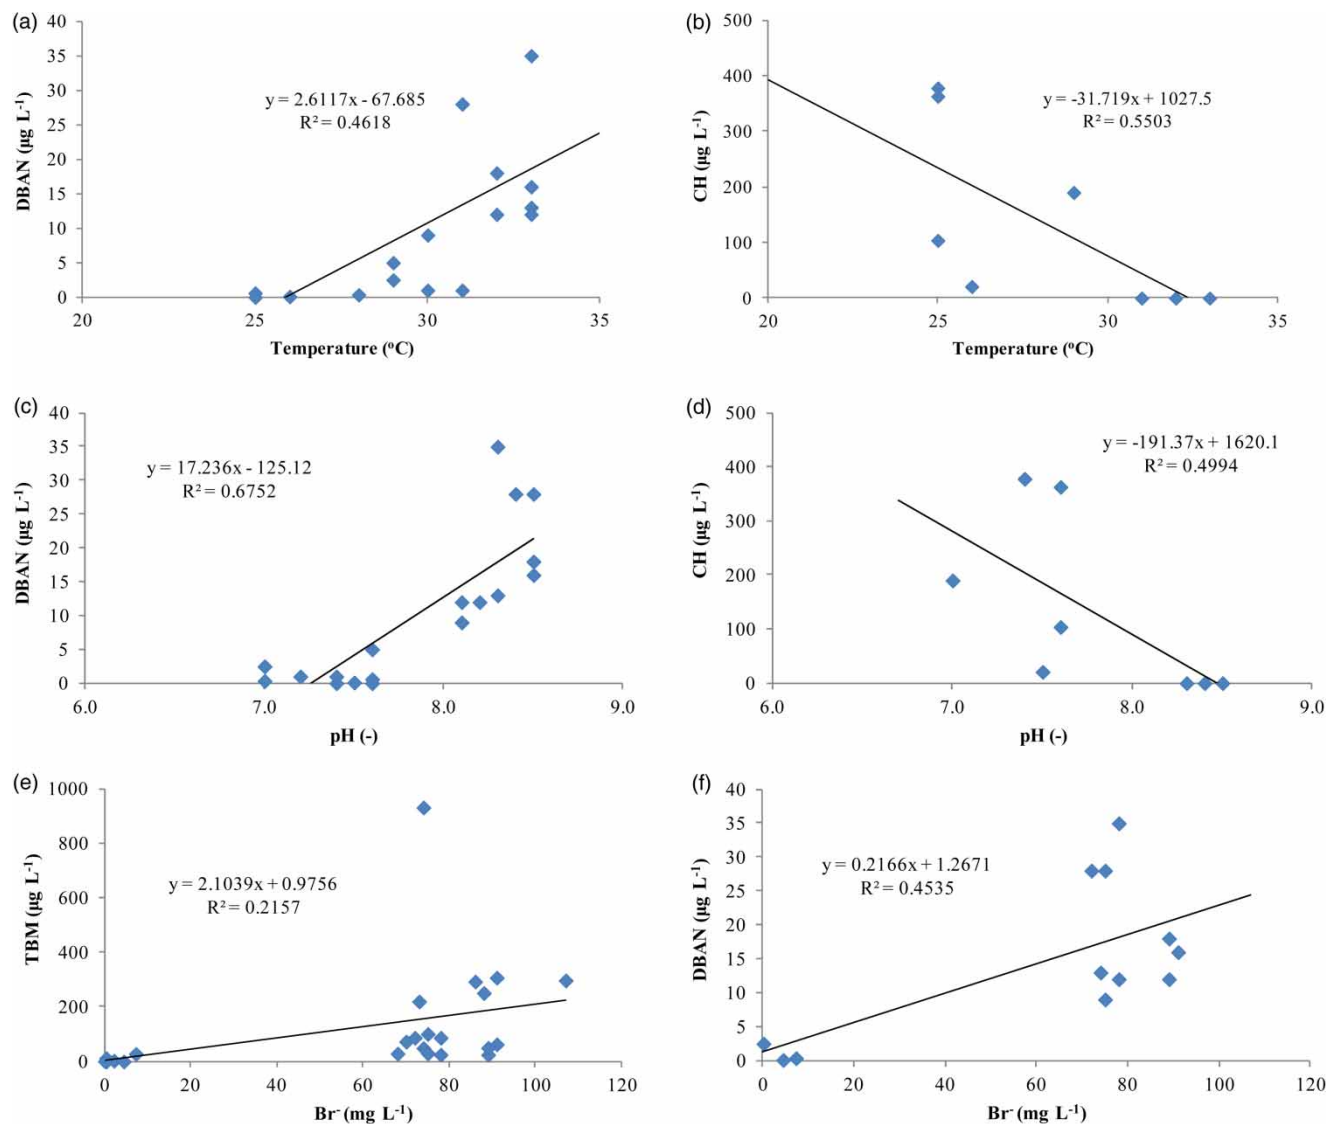 (a)
40
35
30
25
20
15
10
5
0
DBAN (µg L⁻¹)
y = 2.6117x - 67.685
R² = 0.4618
20 25 30 35
Temperature (ºC)
(b)
500
400
300
200
100
0
CH (µg L⁻¹)
y = -31.719x + 1027.5
R² = 0.5503
20 25 30 35
Temperature (ºC)
(c)
40
35
30
25
20
15
10
5
0
DBAN (µg L⁻¹)
y = 17.236x - 125.12
R² = 0.6752
6.0 7.0 8.0 9.0
pH (-)
(d)
500
400
300
200
100
0
CH (µg L⁻¹)
y = -191.37x + 1620.1
R² = 0.4994
6.0 7.0 8.0 9.0
pH (-)
(e)
1000
800
600
400
200
0
TBM (µg L⁻¹)
y = 2.1039x + 0.9756
R² = 0.2157
0 20 40 60 80 100 120
Br⁻ (mg L⁻¹)
(f)
40
35
30
25
20
15
10
5
0
DBAN (µg L⁻¹)
y = 0.2166x + 1.2671
R² = 0.4535
0 20 40 60 80 100 120
Br⁻ (mg L⁻¹)